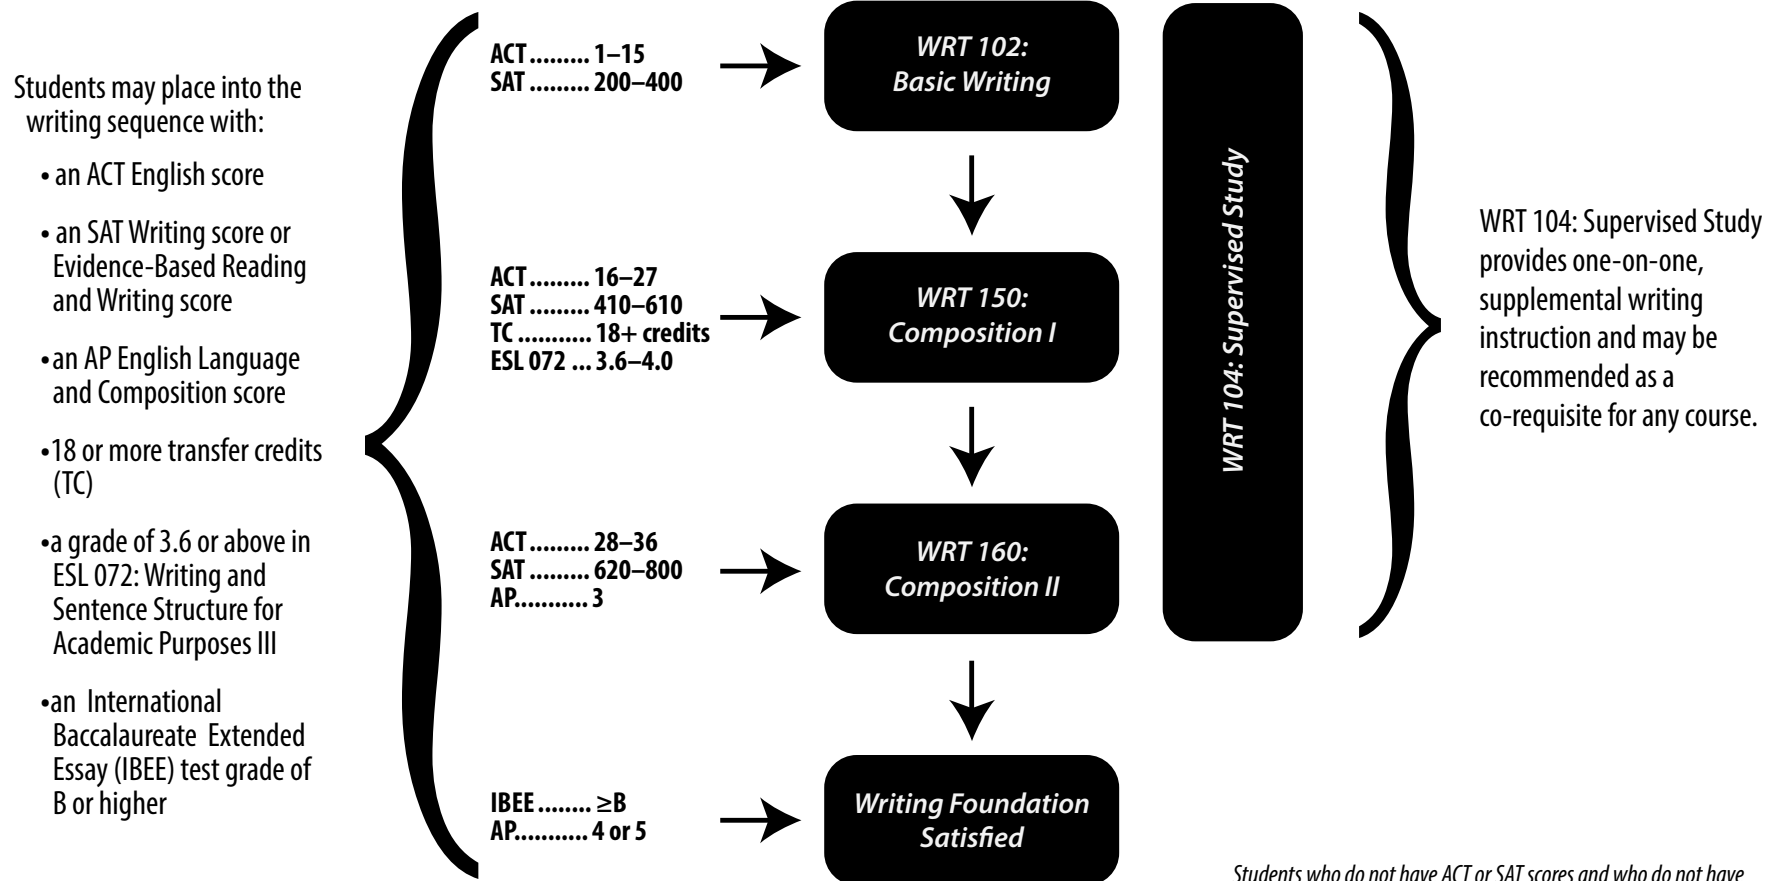 Students may place into the
writing sequence with:
• an ACT English score
• an SAT Writing score or
Evidence-Based Reading
and Writing score
•an AP English Language
and Composition score
•18 or more transfer credits
(TC)
•a grade of 3.6 or above in
ESL 072: Writing and
Sentence Structure for
Academic Purposes III
•an International
Baccalaureate Extended
Essay (IBEE) test grade of
B or higher
ACT ......... 1–15
SAT ......... 200–400
WRT 102:
Basic Writing
ACT ......... 16–27
SAT ......... 410–610
TC ........... 18+ credits
ESL 072 ... 3.6–4.0
WRT 150:
Composition I
ACT ......... 28–36
SAT ......... 620–800
AP........... 3
WRT 160:
Composition II
IBEE ........ ≥B
AP........... 4 or 5
Writing Foundation
Satisfied
WRT 104: Supervised Study
WRT 104: Supervised Study
provides one-on-one,
supplemental writing
instruction and may be
recommended as a
co-requisite for any course.
Students who do not have ACT or SAT scores and who do not have